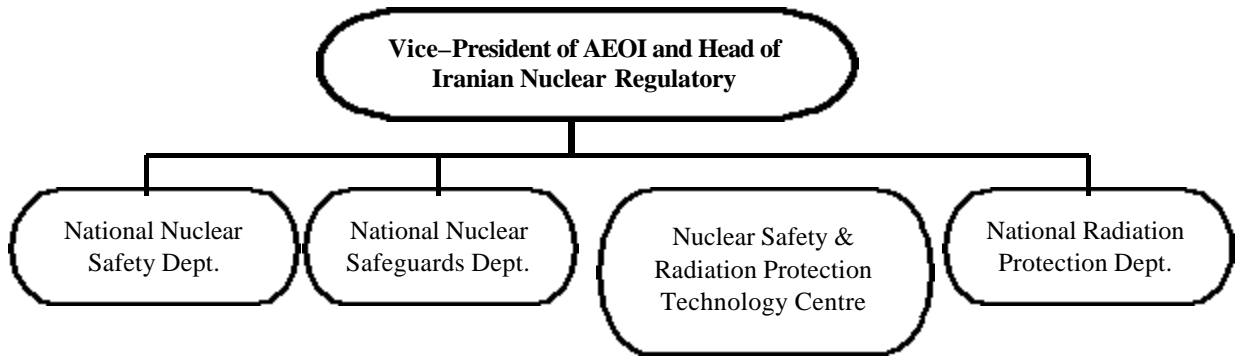 Vice–President of AEOI and Head of
Iranian Nuclear Regulatory
National Nuclear
Safety Dept.
National Nuclear
Safeguards Dept.
Nuclear Safety &
Radiation Protection
Technology Centre
National Radiation
Protection Dept.